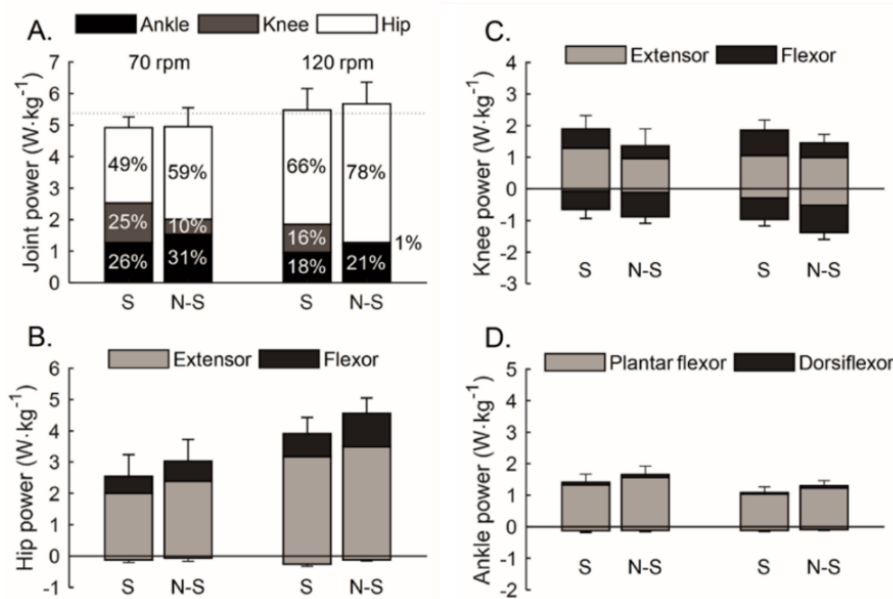 A.
Ankle Knee Hip
Joint power (W·kg⁻¹)
7
6
5
4
3
2
1
0
70 rpm 120 rpm
49% 59% 66% 78%
25% 10% 16% 1%
26% 31% 18% 21%
S N-S S N-S
B.
Extensor Flexor
Hip power (W·kg⁻¹)
6
5
4
3
2
1
0
-1
S N-S S N-S
C.
Extensor Flexor
Knee power (W·kg⁻¹)
4
3
2
1
0
-1
-2
-3
S N-S S N-S
D.
Plantar flexor Dorsiflexor
Ankle power (W·kg⁻¹)
5
4
3
2
1
0
-1
-2
S N-S S N-S